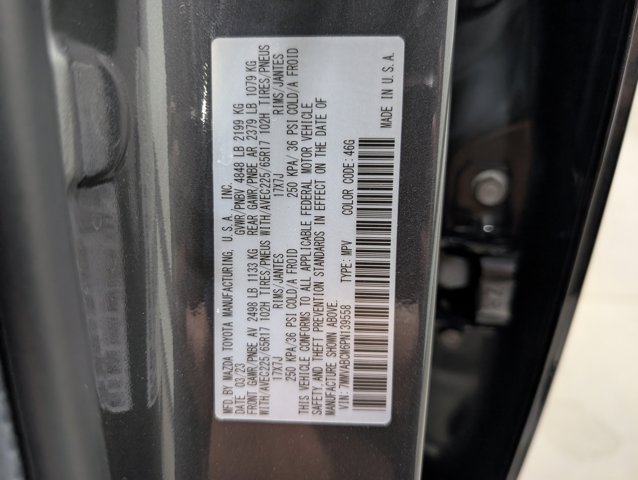 MFD. BY MAZDA TOYOTA MANUFACTURING, U.S.A. INC.
DATE 03/23 GVWR/PNBV 4848 LB 2199 KG
FRONT GAWR/PNBE AV 2498 LB 1133 KG REAR GAWR/PNBE AR 2379 LB 1079 KG
WITH/AVEC225/65R17 102H TIRES/PNEUS WITH/AVEC225/65R17 102H TIRES/PNEUS
17X7J RIMS/JANTES 17X7J RIMS/JANTES
250 KPA/36 PSI COLD/A FROID 250 KPA/36 PSI COLD/A FROID
THIS VEHICLE CONFORMS TO ALL APPLICABLE FEDERAL MOTOR VEHICLE
SAFETY, AND THEFT PREVENTION STANDARDS IN EFFECT ON THE DATE OF
MANUFACTURE SHOWN ABOVE.
VIN: 7MMVABCM6PN139558 TYPE: MPV COLOR CODE: 46G
MADE IN U.S.A.